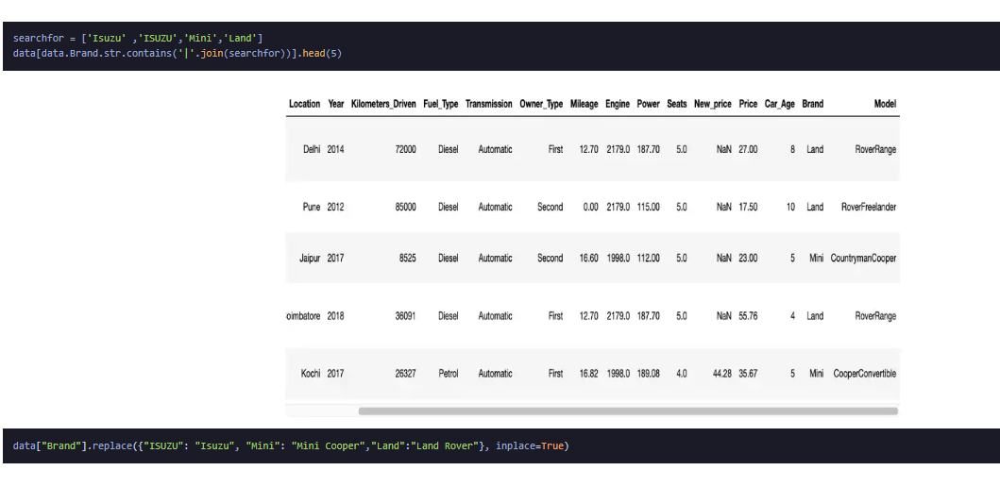 searchfor = ['Isuzu' ,'ISUZU','Mini','Land']
data[data.Brand.str.contains('|'.join(searchfor))].head(5)
Location Year Kilometers_Driven Fuel_Type Transmission Owner_Type Mileage Engine Power Seats New_price Price Car_Age Brand Model
Delhi 2014 72000 Diesel Automatic First 12.70 2179.0 187.70 5.0 NaN 27.00 8 Land RoverRange
Pune 2012 85000 Diesel Automatic Second 0.00 2179.0 115.00 5.0 NaN 17.50 10 Land RoverFreelander
Jaipur 2017 8525 Diesel Automatic Second 16.60 1998.0 112.00 5.0 NaN 23.00 5 Mini CountrymanCooper
oimbatore 2018 36091 Diesel Automatic First 12.70 2179.0 187.70 5.0 NaN 55.76 4 Land RoverRange
Kochi 2017 26327 Petrol Automatic First 16.82 1998.0 189.08 4.0 44.28 35.67 5 Mini CooperConvertible
data["Brand"].replace({"ISUZU": "Isuzu", "Mini": "Mini Cooper","Land":"Land Rover"}, inplace=True)